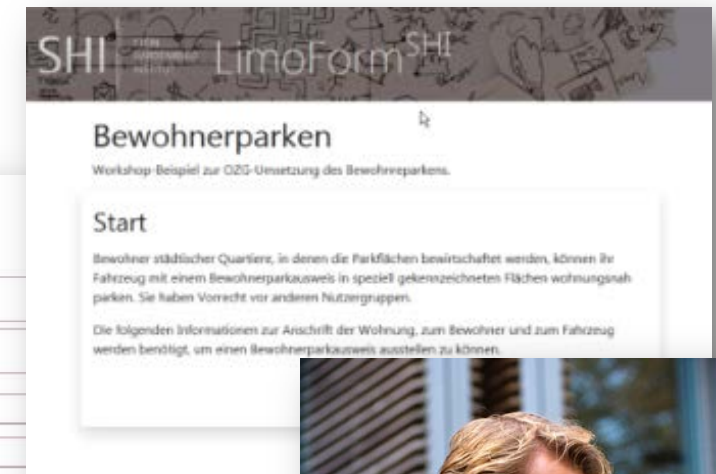 SHI
LimoForm SHI
Bewohnerparken
Workshop-Beispiel zur OZG-Umsetzung des Bewohnreparkens.
Start
Bewohner städtischer Quartiere, in denen die Parkflächen bewirtschaftet werden, können ihr
Fahrzeug mit einem Bewohnerparkausweis in speziell gekennzeichneten Flächen wohnungsnah
parken. Sie haben Vorrecht vor anderen Nutzergruppen.
Die folgenden Informationen zur Anschrift der Wohnung, zum Bewohner und zum Fahrzeug
werden benötigt, um einen Bewohnerparkausweis ausstellen zu können.